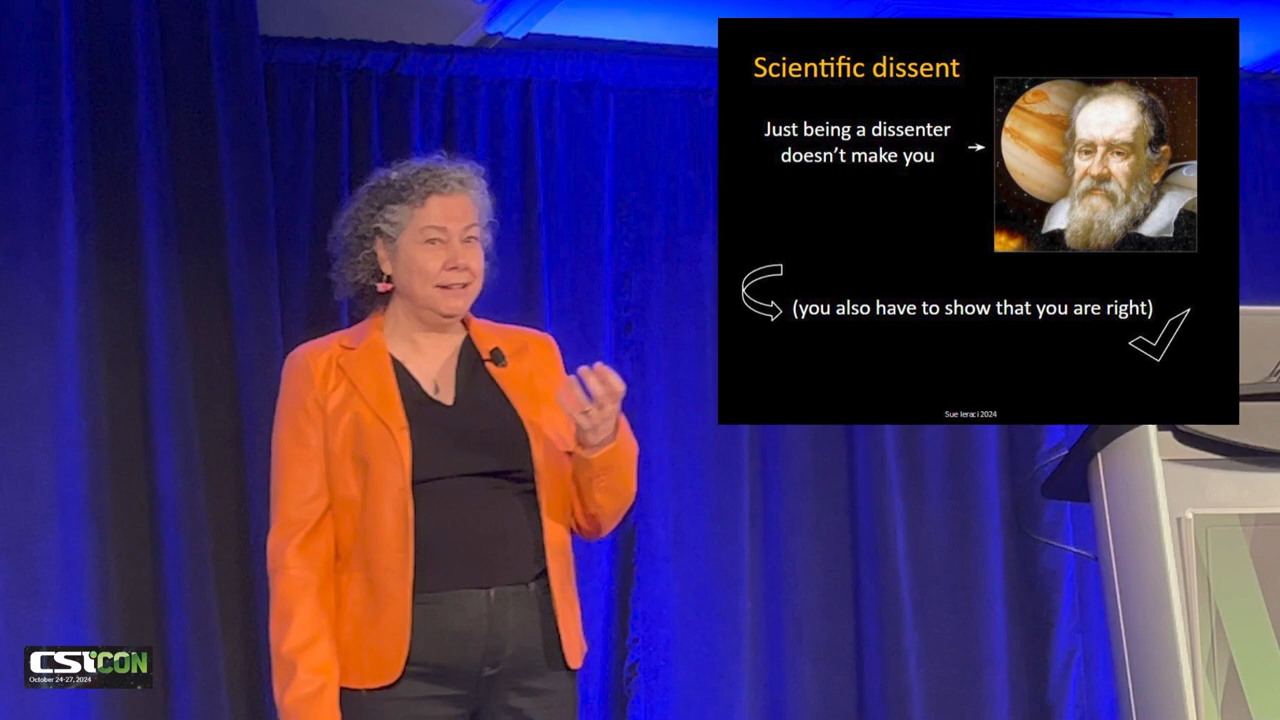 Scientific dissent
Just being a dissenter
doesn't make you
(you also have to show that you are right)
Sue Ieraci 2024
CSICON
October 24-27, 2024